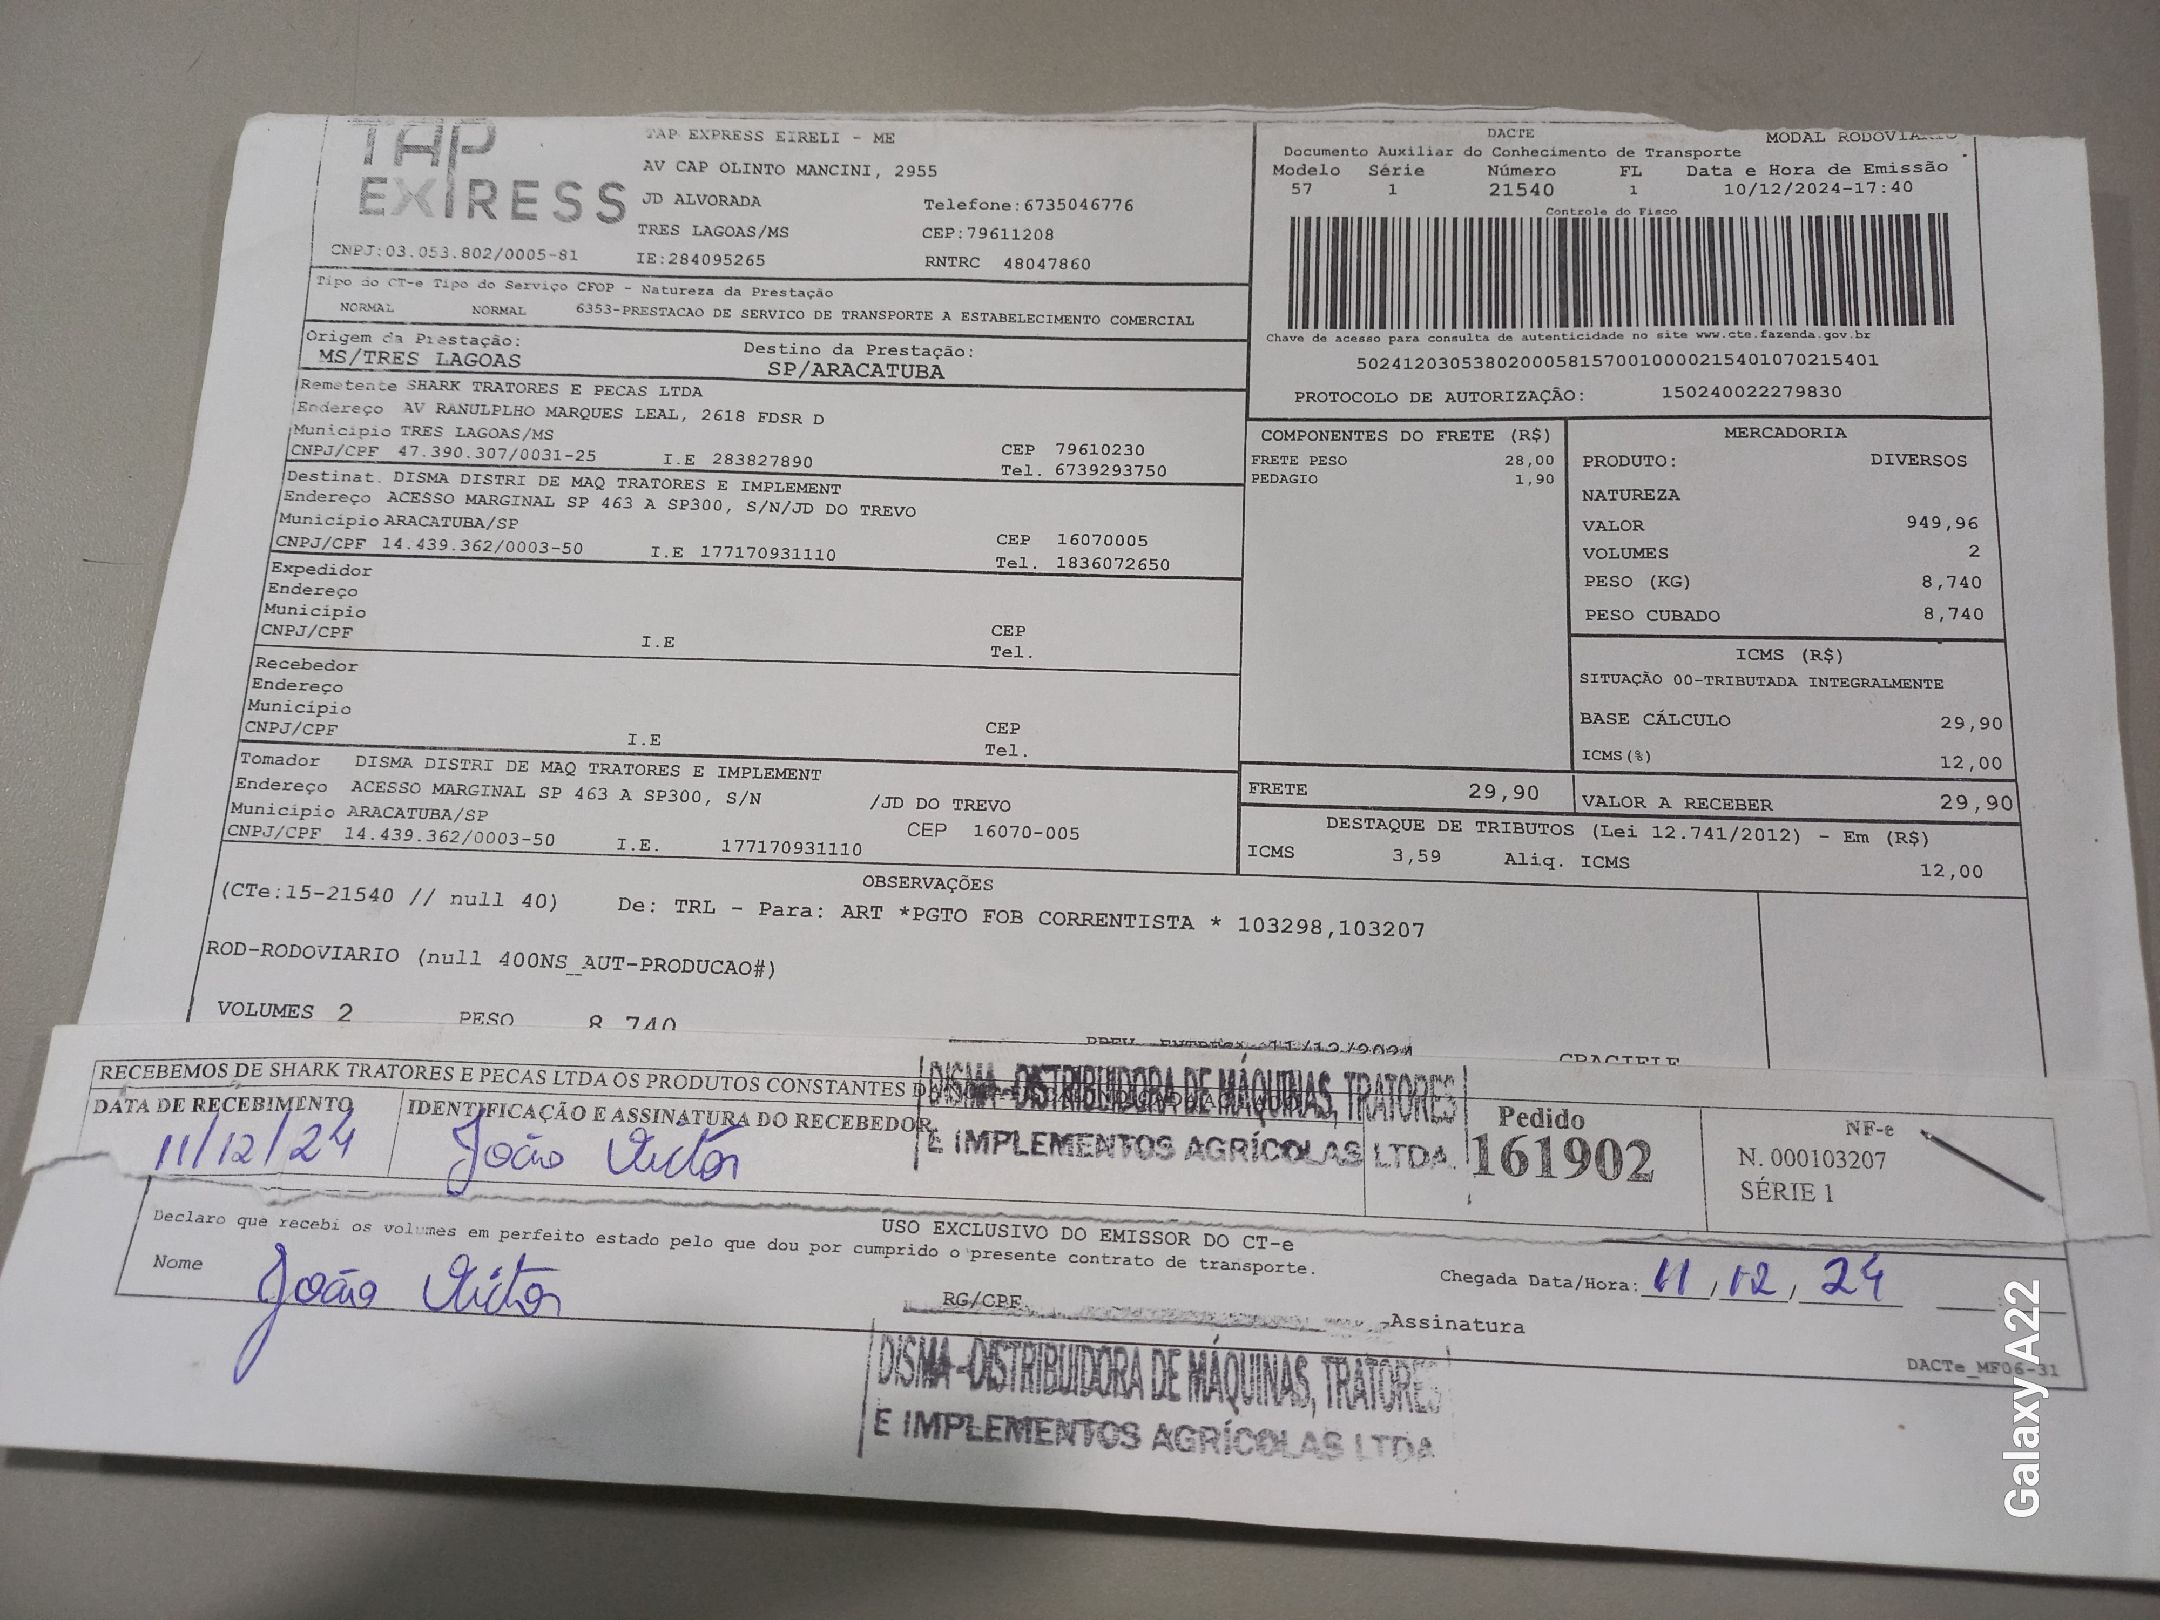 TAP
EXPRESS
CNPJ:03.053.802/0005-81
TAP EXPRESS EIRELI - ME
AV CAP OLINTO MANCINI, 2955
JD ALVORADA Telefone:6735046776
TRES LAGOAS/MS CEP:79611208
IE:284095265 RNTRC 48047860
DACTE MODAL RODOVIARIO
Documento Auxiliar do Conhecimento de Transporte
Modelo Série Número FL Data e Hora de Emissão
57 1 21540 1 10/12/2024-17:40
Controle do Fisco
Chave de acesso para consulta de autenticidade no site www.cte.fazenda.gov.br
50241203053802000581570010000215401070215401
PROTOCOLO DE AUTORIZAÇÃO: 150240022279830
Tipo do CT-e Tipo do Serviço CFOP - Natureza da Prestação
NORMAL NORMAL 6353-PRESTACAO DE SERVICO DE TRANSPORTE A ESTABELECIMENTO COMERCIAL
Origem da Prestação: Destino da Prestação:
MS/TRES LAGOAS SP/ARACATUBA
Remetente SHARK TRATORES E PECAS LTDA
Endereço AV RANULPLHO MARQUES LEAL, 2618 FDSR D
Município TRES LAGOAS/MS CEP 79610230
CNPJ/CPF 47.390.307/0031-25 I.E 283827890 Tel. 6739293750
Destinat. DISMA DISTRI DE MAQ TRATORES E IMPLEMENT
Endereço ACESSO MARGINAL SP 463 A SP300, S/N/JD DO TREVO
Município ARACATUBA/SP CEP 16070005
CNPJ/CPF 14.439.362/0003-50 I.E 177170931110 Tel. 1836072650
Expedidor
Endereço
Município CEP
CNPJ/CPF I.E Tel.
Recebedor
Endereço
Município CEP
CNPJ/CPF I.E Tel.
Tomador DISMA DISTRI DE MAQ TRATORES E IMPLEMENT
Endereço ACESSO MARGINAL SP 463 A SP300, S/N /JD DO TREVO
Município ARACATUBA/SP CEP 16070-005
CNPJ/CPF 14.439.362/0003-50 I.E. 177170931110
COMPONENTES DO FRETE (R$)
FRETE PESO 28,00
PEDAGIO 1,90
MERCADORIA
PRODUTO: DIVERSOS
NATUREZA
VALOR 949,96
VOLUMES 2
PESO (KG) 8,740
PESO CUBADO 8,740
ICMS (R$)
SITUAÇÃO 00-TRIBUTADA INTEGRALMENTE
BASE CÁLCULO 29,90
ICMS(%) 12,00
FRETE 29,90 VALOR A RECEBER 29,90
DESTAQUE DE TRIBUTOS (Lei 12.741/2012) - Em (R$)
ICMS 3,59 Aliq. ICMS 12,00
OBSERVAÇÕES
(CTe:15-21540 // null 40) De: TRL - Para: ART *PGTO FOB CORRENTISTA * 103298,103207
ROD-RODOVIARIO (null 400NS_AUT-PRODUCAO#)
VOLUMES 2 PESO 8,740
11/12/2024 GRACIELE
RECEBEMOS DE SHARK TRATORES E PECAS LTDA OS PRODUTOS CONSTANTES
DATA DE RECEBIMENTO IDENTIFICAÇÃO E ASSINATURA DO RECEBEDOR
11/12/24 João Victor
DISMA - DISTRIBUIDORA DE MÁQUINAS, TRATORES
E IMPLEMENTOS AGRÍCOLAS LTDA.
Pedido
161902
NF-e
N. 000103207
SÉRIE 1
USO EXCLUSIVO DO EMISSOR DO CT-e
Declaro que recebi os volumes em perfeito estado pelo que dou por cumprido o presente contrato de transporte.
Nome João Victor RG/CPF Assinatura
Chegada Data/Hora: 11, 12, 24
DACTe_MF06-31
DISMA - DISTRIBUIDORA DE MÁQUINAS, TRATORES
E IMPLEMENTOS AGRÍCOLAS LTDA
Galaxy A22